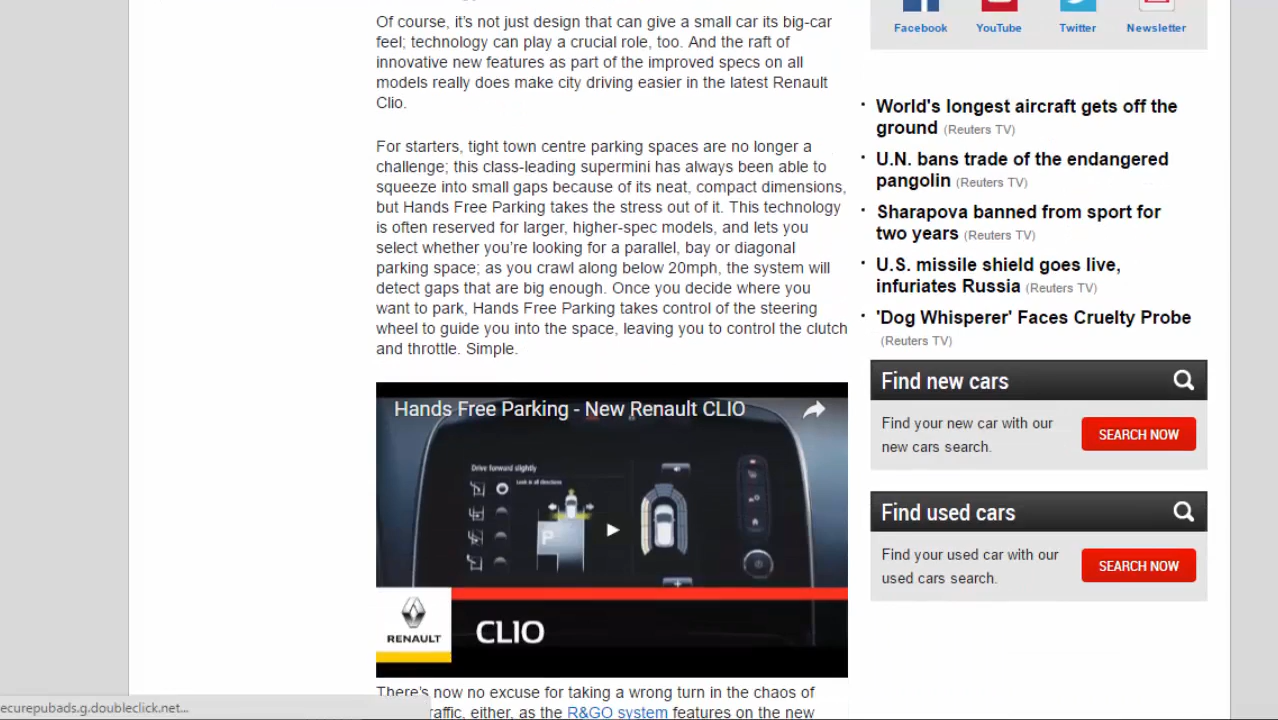 Of course, it's not just design that can give a small car its big-car
feel; technology can play a crucial role, too. And the raft of
innovative new features as part of the improved specs on all
models really does make city driving easier in the latest Renault
Clio.
For starters, tight town centre parking spaces are no longer a
challenge; this class-leading supermini has always been able to
squeeze into small gaps because of its neat, compact dimensions,
but Hands Free Parking takes the stress out of it. This technology
is often reserved for larger, higher-spec models, and lets you
select whether you're looking for a parallel, bay or diagonal
parking space; as you crawl along below 20mph, the system will
detect gaps that are big enough. Once you decide where you
want to park, Hands Free Parking takes control of the steering
wheel to guide you into the space, leaving you to control the clutch
and throttle. Simple.
Hands Free Parking - New Renault CLIO
Drive forward slightly
Look in all directions
P
RENAULT
CLIO
There's now no excuse for taking a wrong turn in the chaos of
raffic, either, as the R&GO system features on the new
ecurepubads.g.doubleclick.net...
Facebook
YouTube
Twitter
Newsletter
World's longest aircraft gets off the
ground (Reuters TV)
U.N. bans trade of the endangered
pangolin (Reuters TV)
Sharapova banned from sport for
two years (Reuters TV)
U.S. missile shield goes live,
infuriates Russia (Reuters TV)
'Dog Whisperer' Faces Cruelty Probe
(Reuters TV)
Find new cars
Find your new car with our
new cars search.
SEARCH NOW
Find used cars
Find your used car with our
used cars search.
SEARCH NOW